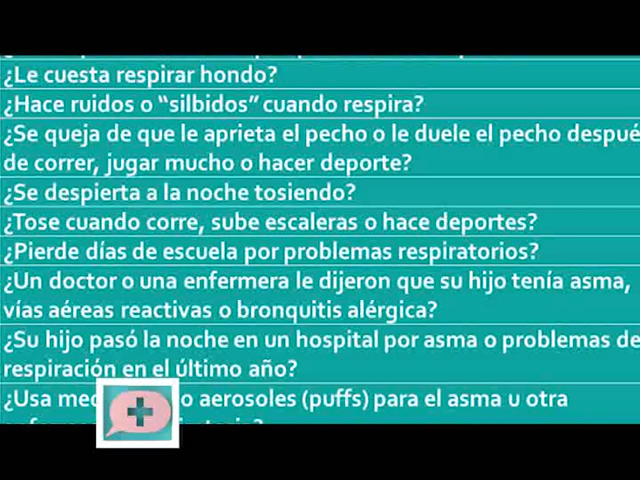 ¿Le cuesta respirar hondo?
¿Hace ruidos o “silbidos” cuando respira?
¿Se queja de que le aprieta el pecho o le duele el pecho despué
de correr, jugar mucho o hacer deporte?
¿Se despierta a la noche tosiendo?
¿Tose cuando corre, sube escaleras o hace deportes?
¿Pierde días de escuela por problemas respiratorios?
¿Un doctor o una enfermera le dijeron que su hijo tenía asma,
vías aéreas reactivas o bronquitis alérgica?
¿Su hijo pasó la noche en un hospital por asma o problemas de
respiración en el último año?
¿Usa o aerosoles (puffs) para el asma u otra